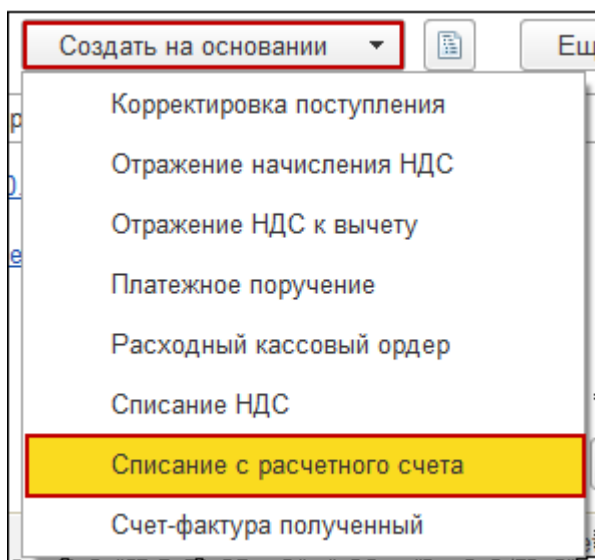 Создать на основании
Корректировка поступления
Отражение начисления НДС
Отражение НДС к вычету
Платежное поручение
Расходный кассовый ордер
Списание НДС
Списание с расчетного счета
Счет-фактура полученный